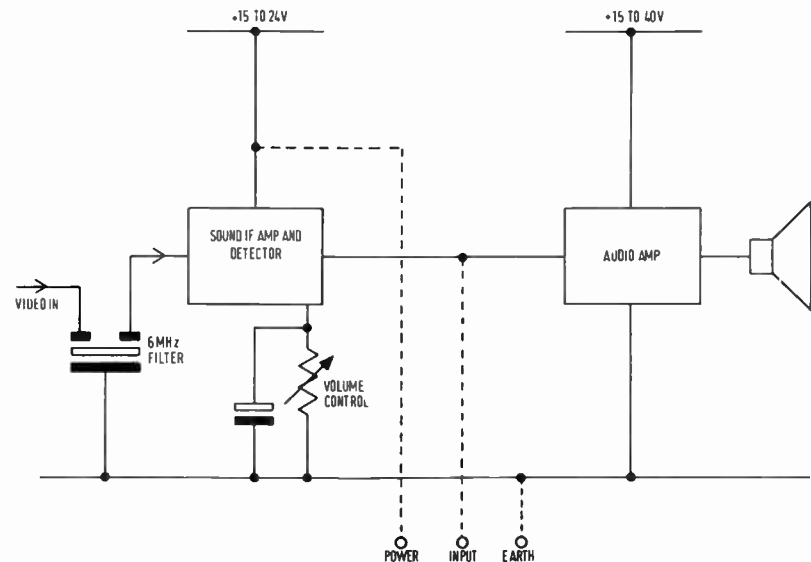 +15 TO 24V
+15 TO 40V
SOUND IF AMP AND
DETECTOR
AUDIO AMP
VIDEO IN
6MHz
FILTER
VOLUME
CONTROL
POWER
INPUT
EARTH